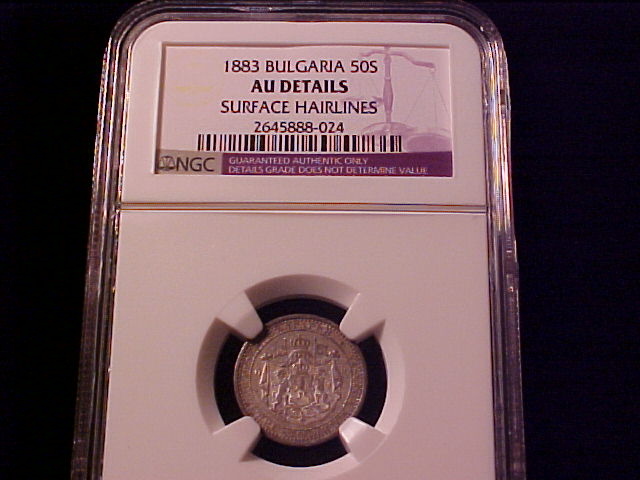 1883 BULGARIA 50S
AU DETAILS
SURFACE HAIRLINES
2645888-024
NGC
GUARANTEED AUTHENTIC ONLY
DETAILS GRADE DOES NOT DETERMINE VALUE